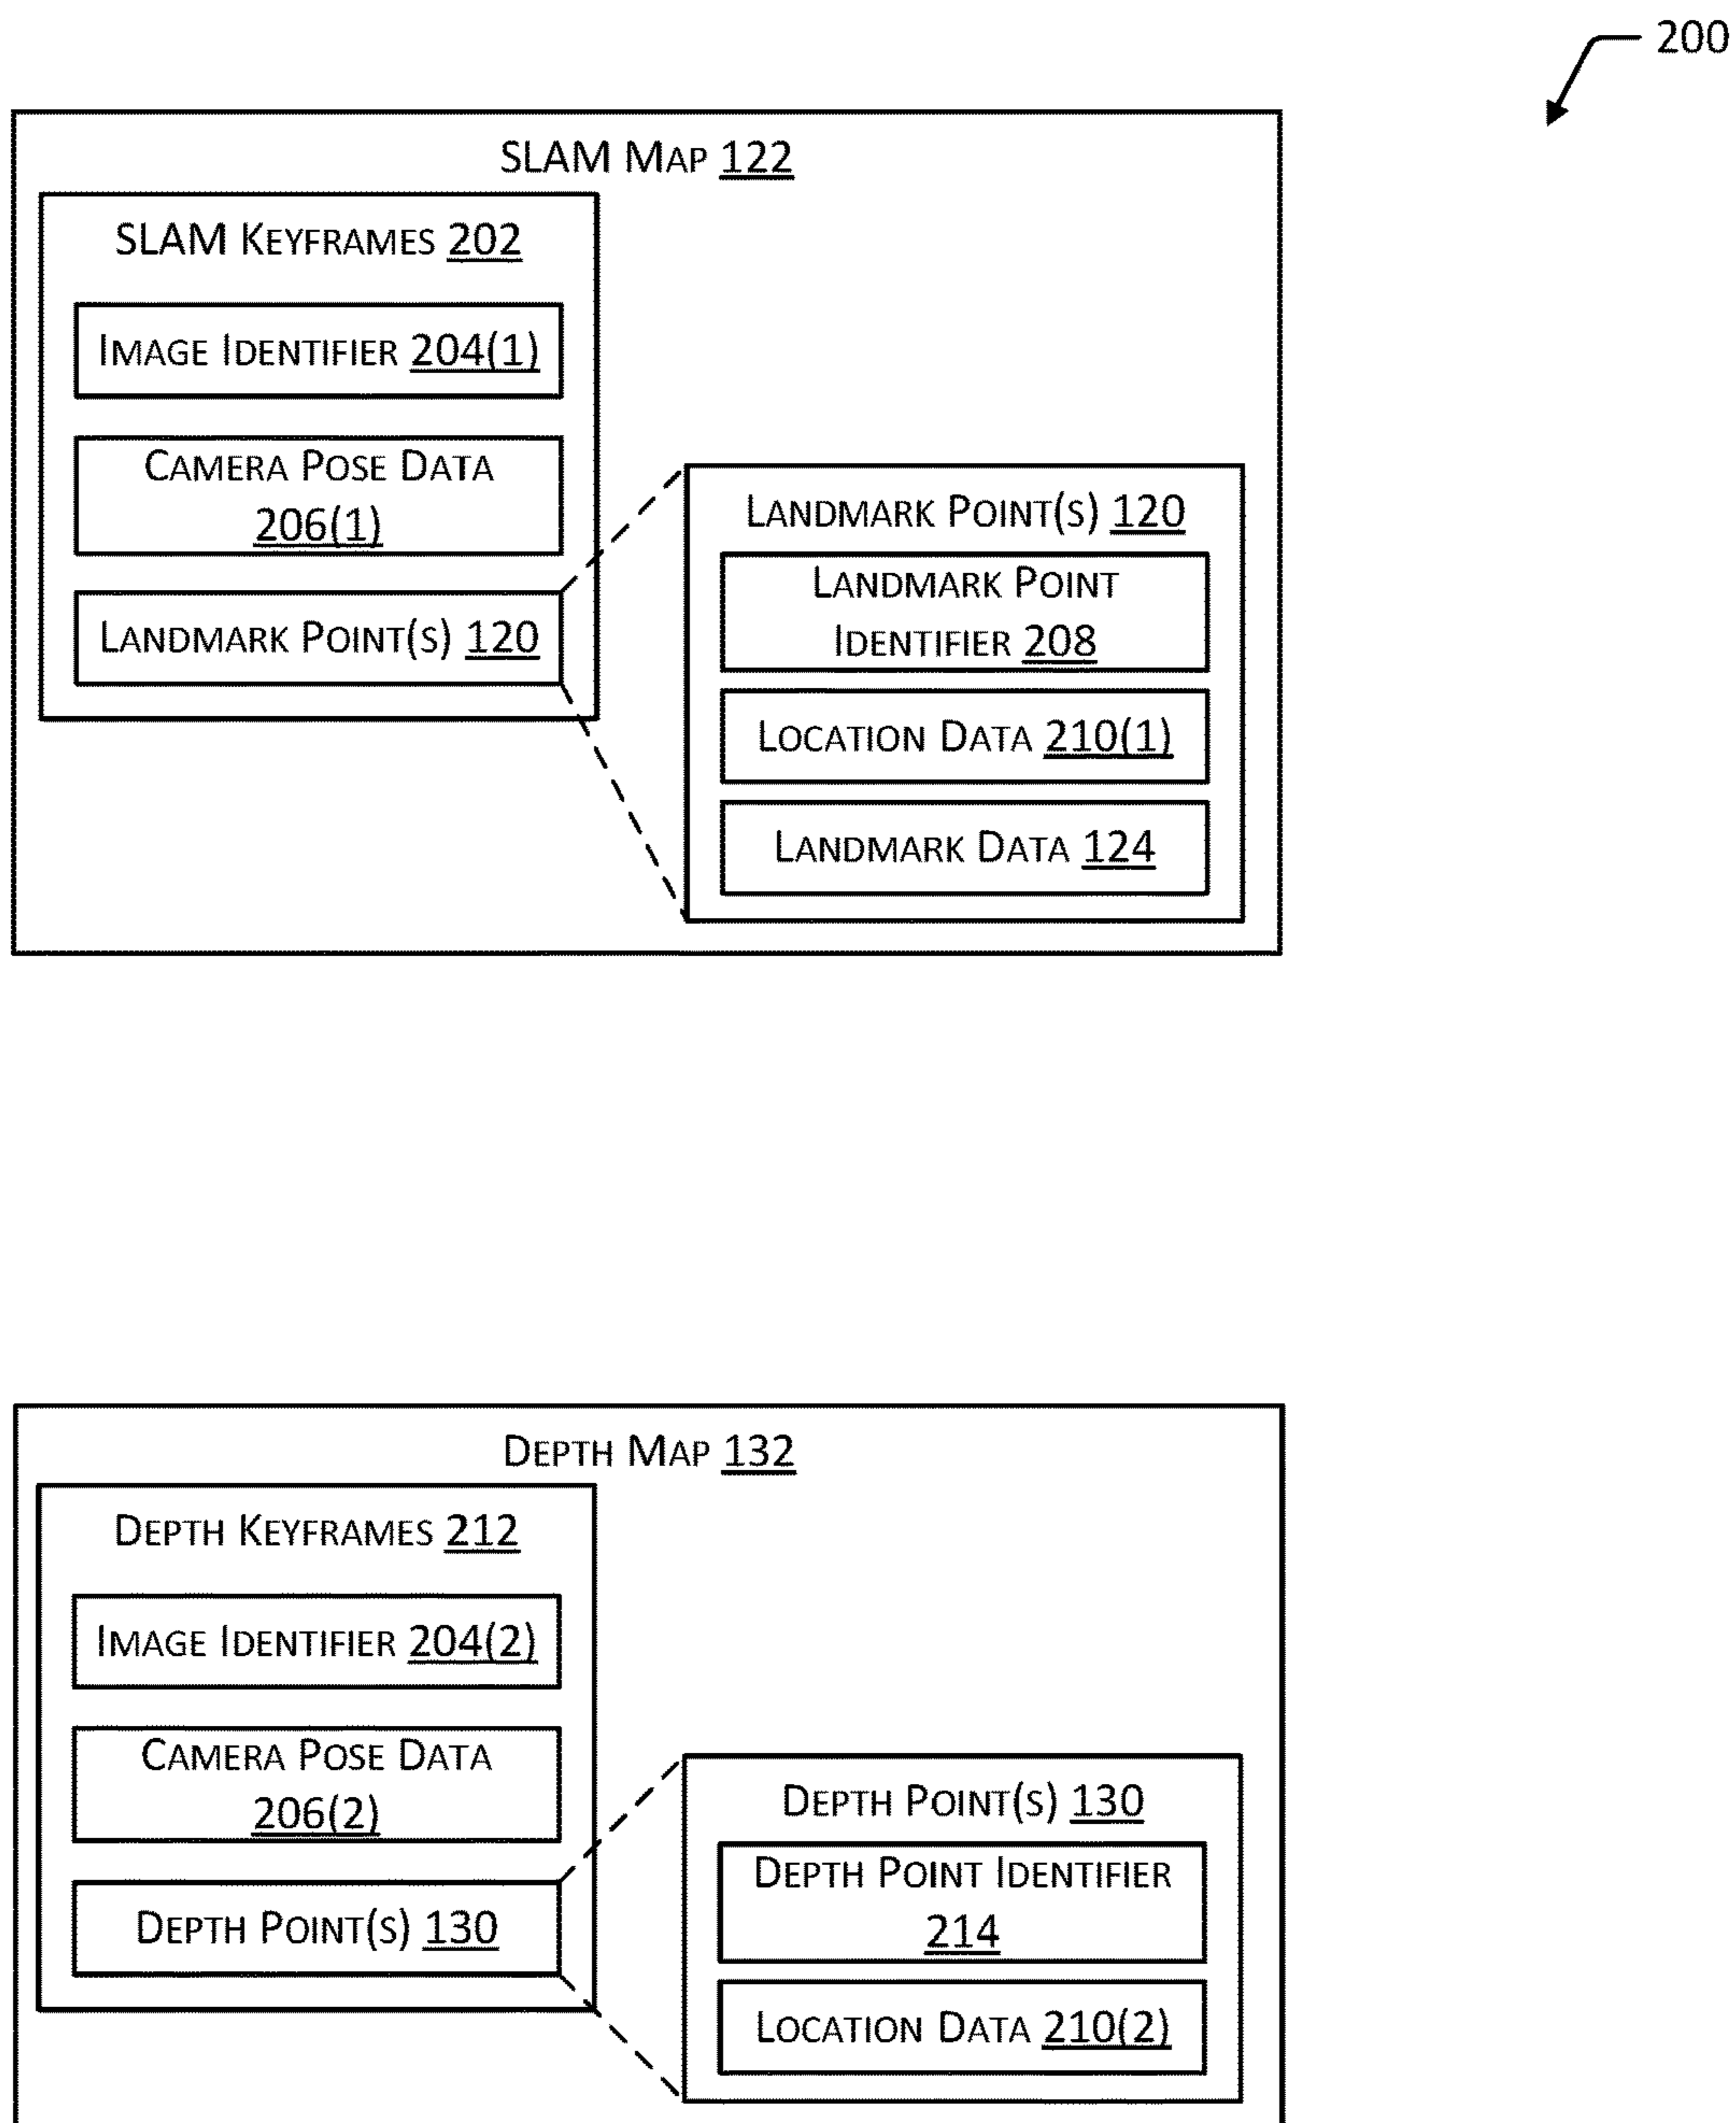 200
SLAM MAP 122
SLAM KEYFRAMES 202
IMAGE IDENTIFIER 204(1)
CAMERA POSE DATA
206(1)
LANDMARK POINT(S) 120
LANDMARK POINT(S) 120
LANDMARK POINT
IDENTIFIER 208
LOCATION DATA 210(1)
LANDMARK DATA 124
DEPTH MAP 132
DEPTH KEYFRAMES 212
IMAGE IDENTIFIER 204(2)
CAMERA POSE DATA
206(2)
DEPTH POINT(S) 130
DEPTH POINT(S) 130
DEPTH POINT IDENTIFIER
214
LOCATION DATA 210(2)